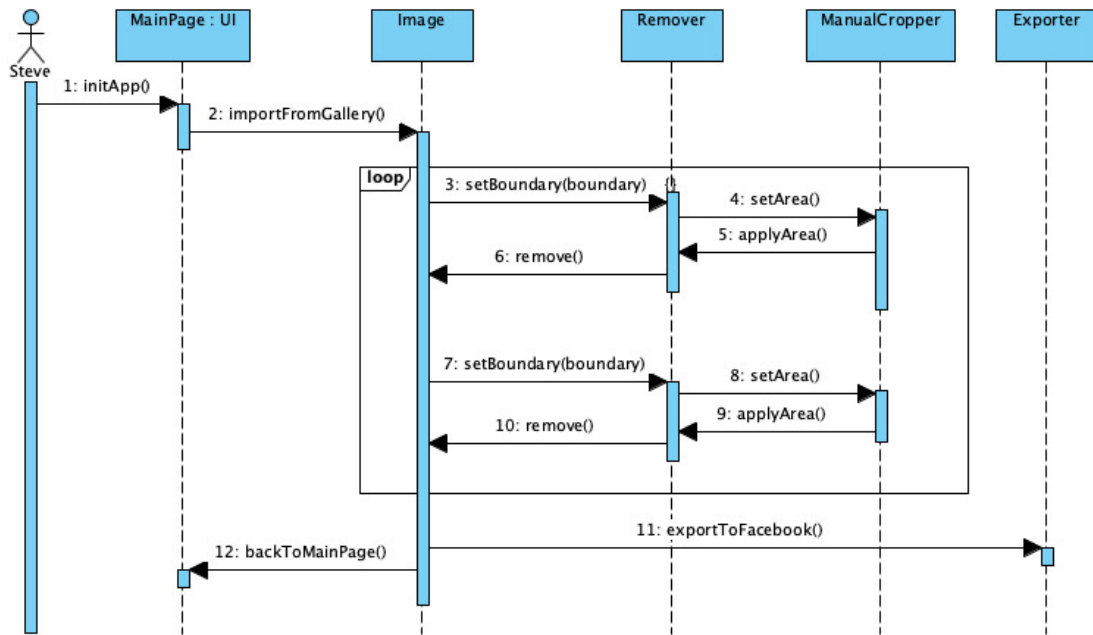 MainPage : UI
Image
Remover
ManualCropper
Exporter
Steve
1: initApp()
2: importFromGallery()
loop
3: setBoundary(boundary) {}
4: setArea()
5: applyArea()
6: remove()
7: setBoundary(boundary)
8: setArea()
9: applyArea()
10: remove()
11: exportToFacebook()
12: backToMainPage()